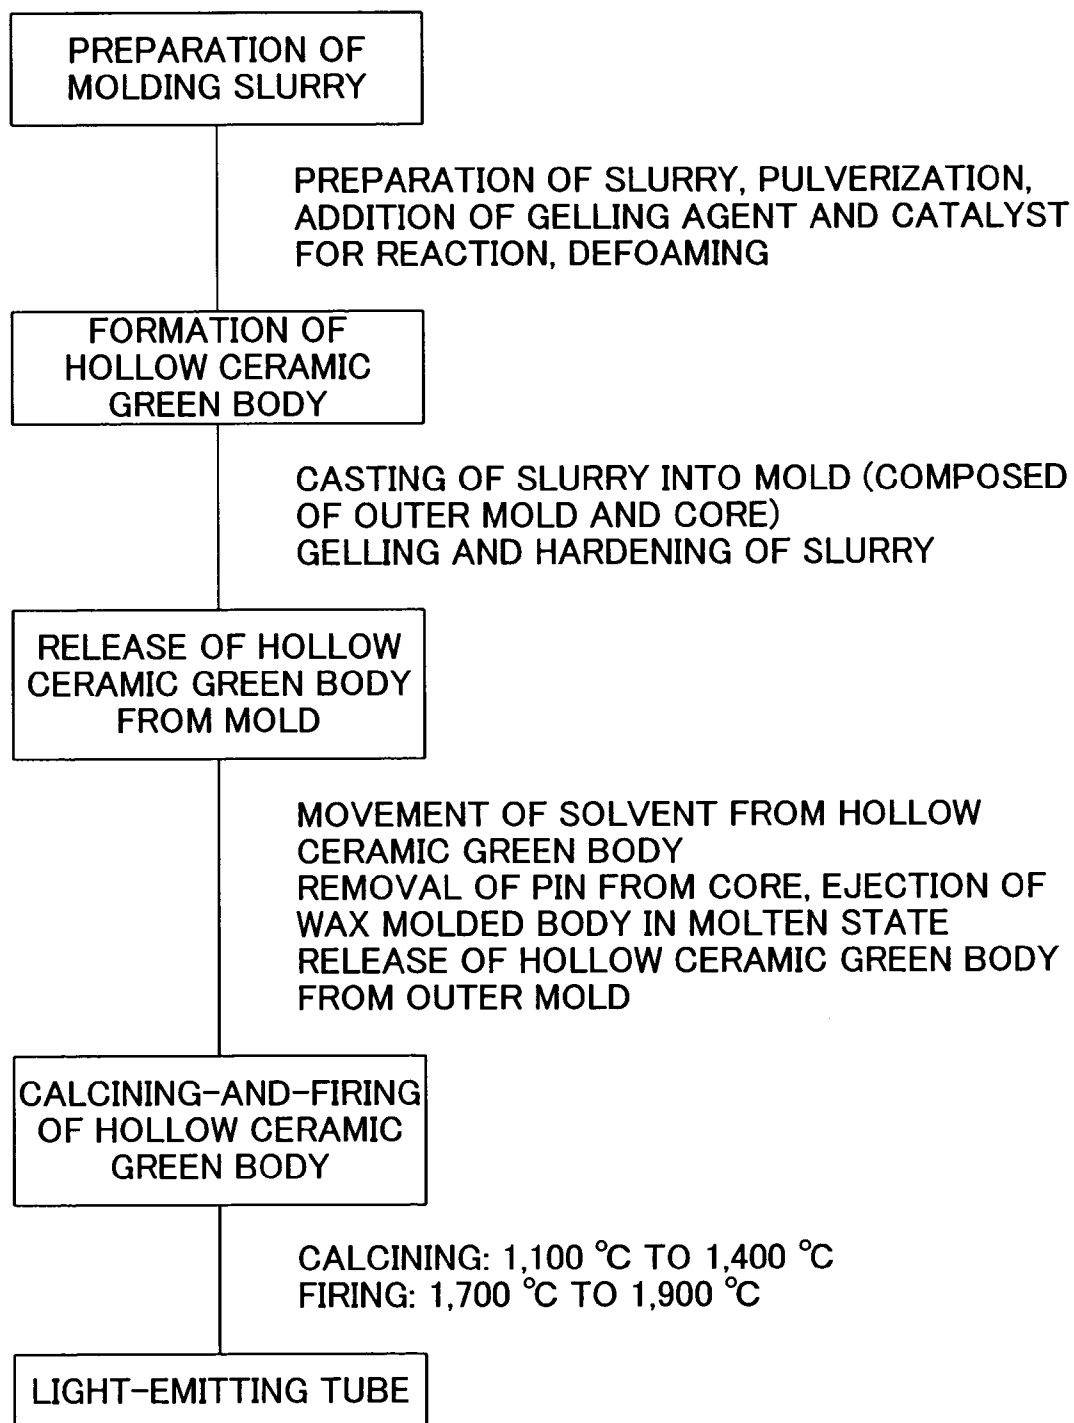 PREPARATION OF
MOLDING SLURRY
PREPARATION OF SLURRY, PULVERIZATION,
ADDITION OF GELLING AGENT AND CATALYST
FOR REACTION, DEFOAMING
FORMATION OF
HOLLOW CERAMIC
GREEN BODY
CASTING OF SLURRY INTO MOLD (COMPOSED
OF OUTER MOLD AND CORE)
GELLING AND HARDENING OF SLURRY
RELEASE OF HOLLOW
CERAMIC GREEN BODY
FROM MOLD
MOVEMENT OF SOLVENT FROM HOLLOW
CERAMIC GREEN BODY
REMOVAL OF PIN FROM CORE, EJECTION OF
WAX MOLDED BODY IN MOLTEN STATE
RELEASE OF HOLLOW CERAMIC GREEN BODY
FROM OUTER MOLD
CALCINING-AND-FIRING
OF HOLLOW CERAMIC
GREEN BODY
CALCINING: 1,100 ℃ TO 1,400 ℃
FIRING: 1,700 ℃ TO 1,900 ℃
LIGHT-EMITTING TUBE